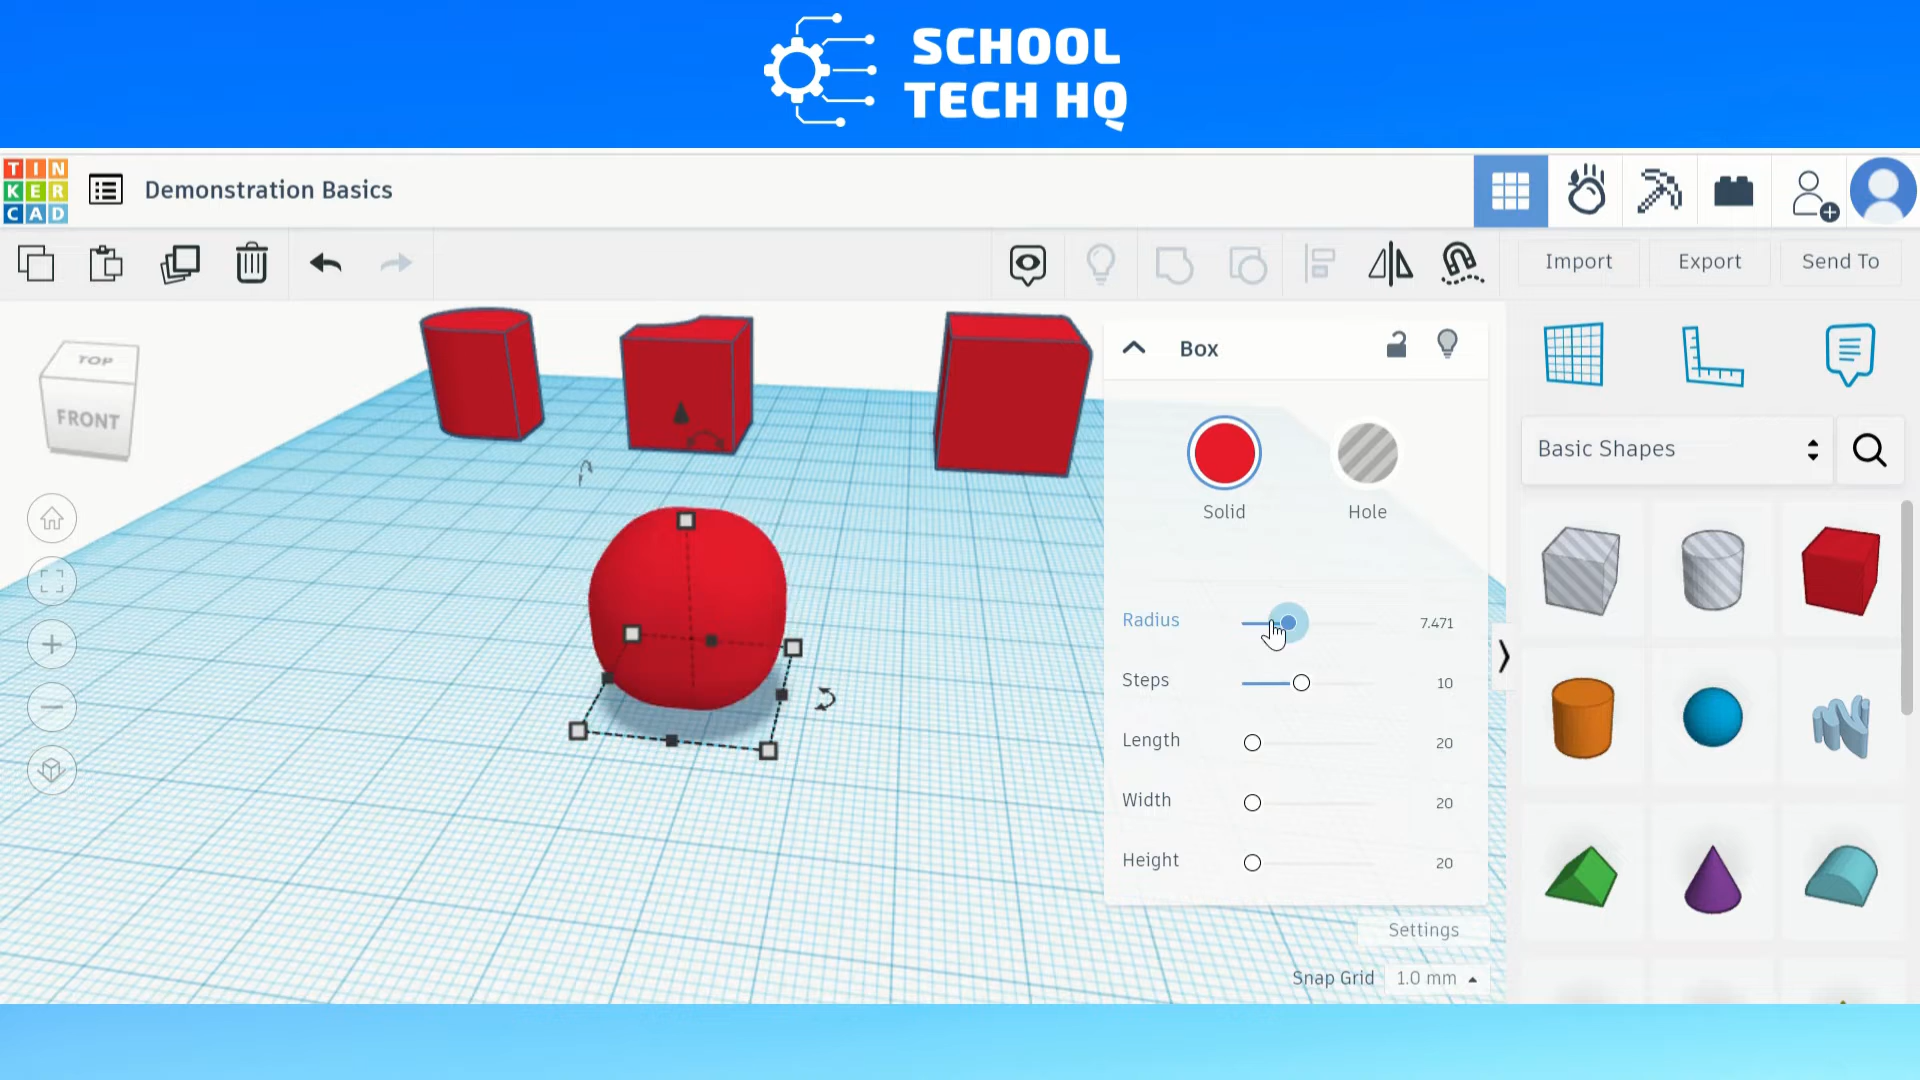 SCHOOL
TECH HQ
TIN
KER
CAD
Demonstration Basics
Import
Export
Send To
TOP
FRONT
Box
Solid
Hole
Radius
7.471
Steps
10
Length
20
Width
20
Height
20
Settings
Snap Grid
1.0 mm
Basic Shapes